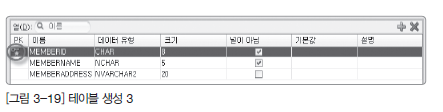 열(D): 이름
PK 이름 데이터 유형 크기 널이 아님 기본값 설명
MEMBERID CHAR 8
MEMBERNAME NCHAR 5
MEMBERADDRESS NVARCHAR2 20
[그림 3-19] 테이블 생성 3